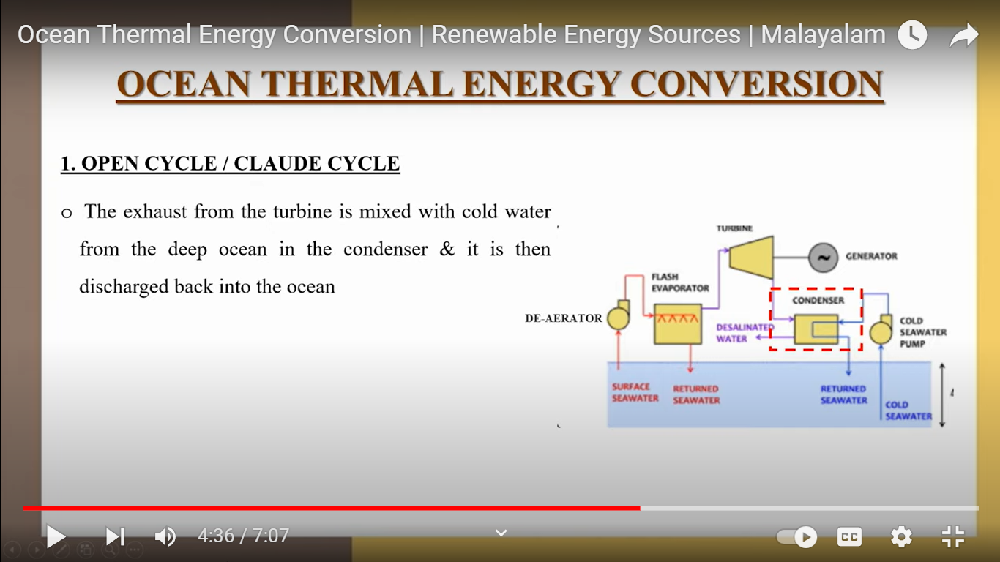 Ocean Thermal Energy Conversion | Renewable Energy Sources | Malayalam
OCEAN THERMAL ENERGY CONVERSION
1. OPEN CYCLE / CLAUDE CYCLE
o The exhaust from the turbine is mixed with cold water
from the deep ocean in the condenser & it is then
discharged back into the ocean
TURBINE
GENERATOR
FLASH
EVAPORATOR
CONDENSER
DE-AERATOR
DESALINATED
WATER
COLD
SEAWATER
PUMP
SURFACE
SEAWATER
RETURNED
SEAWATER
RETURNED
SEAWATER
COLD
SEAWATER
4:36 / 7:07
CC